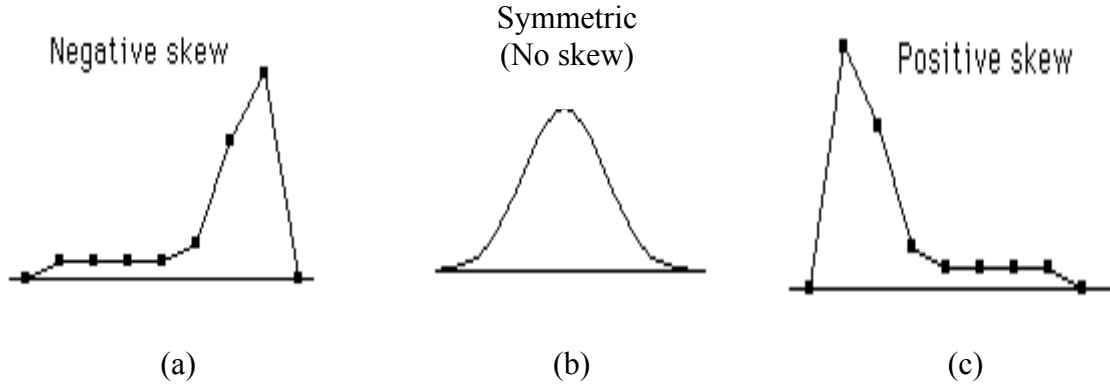 Negative skew
Symmetric
(No skew)
Positive skew
(a)
(b)
(c)